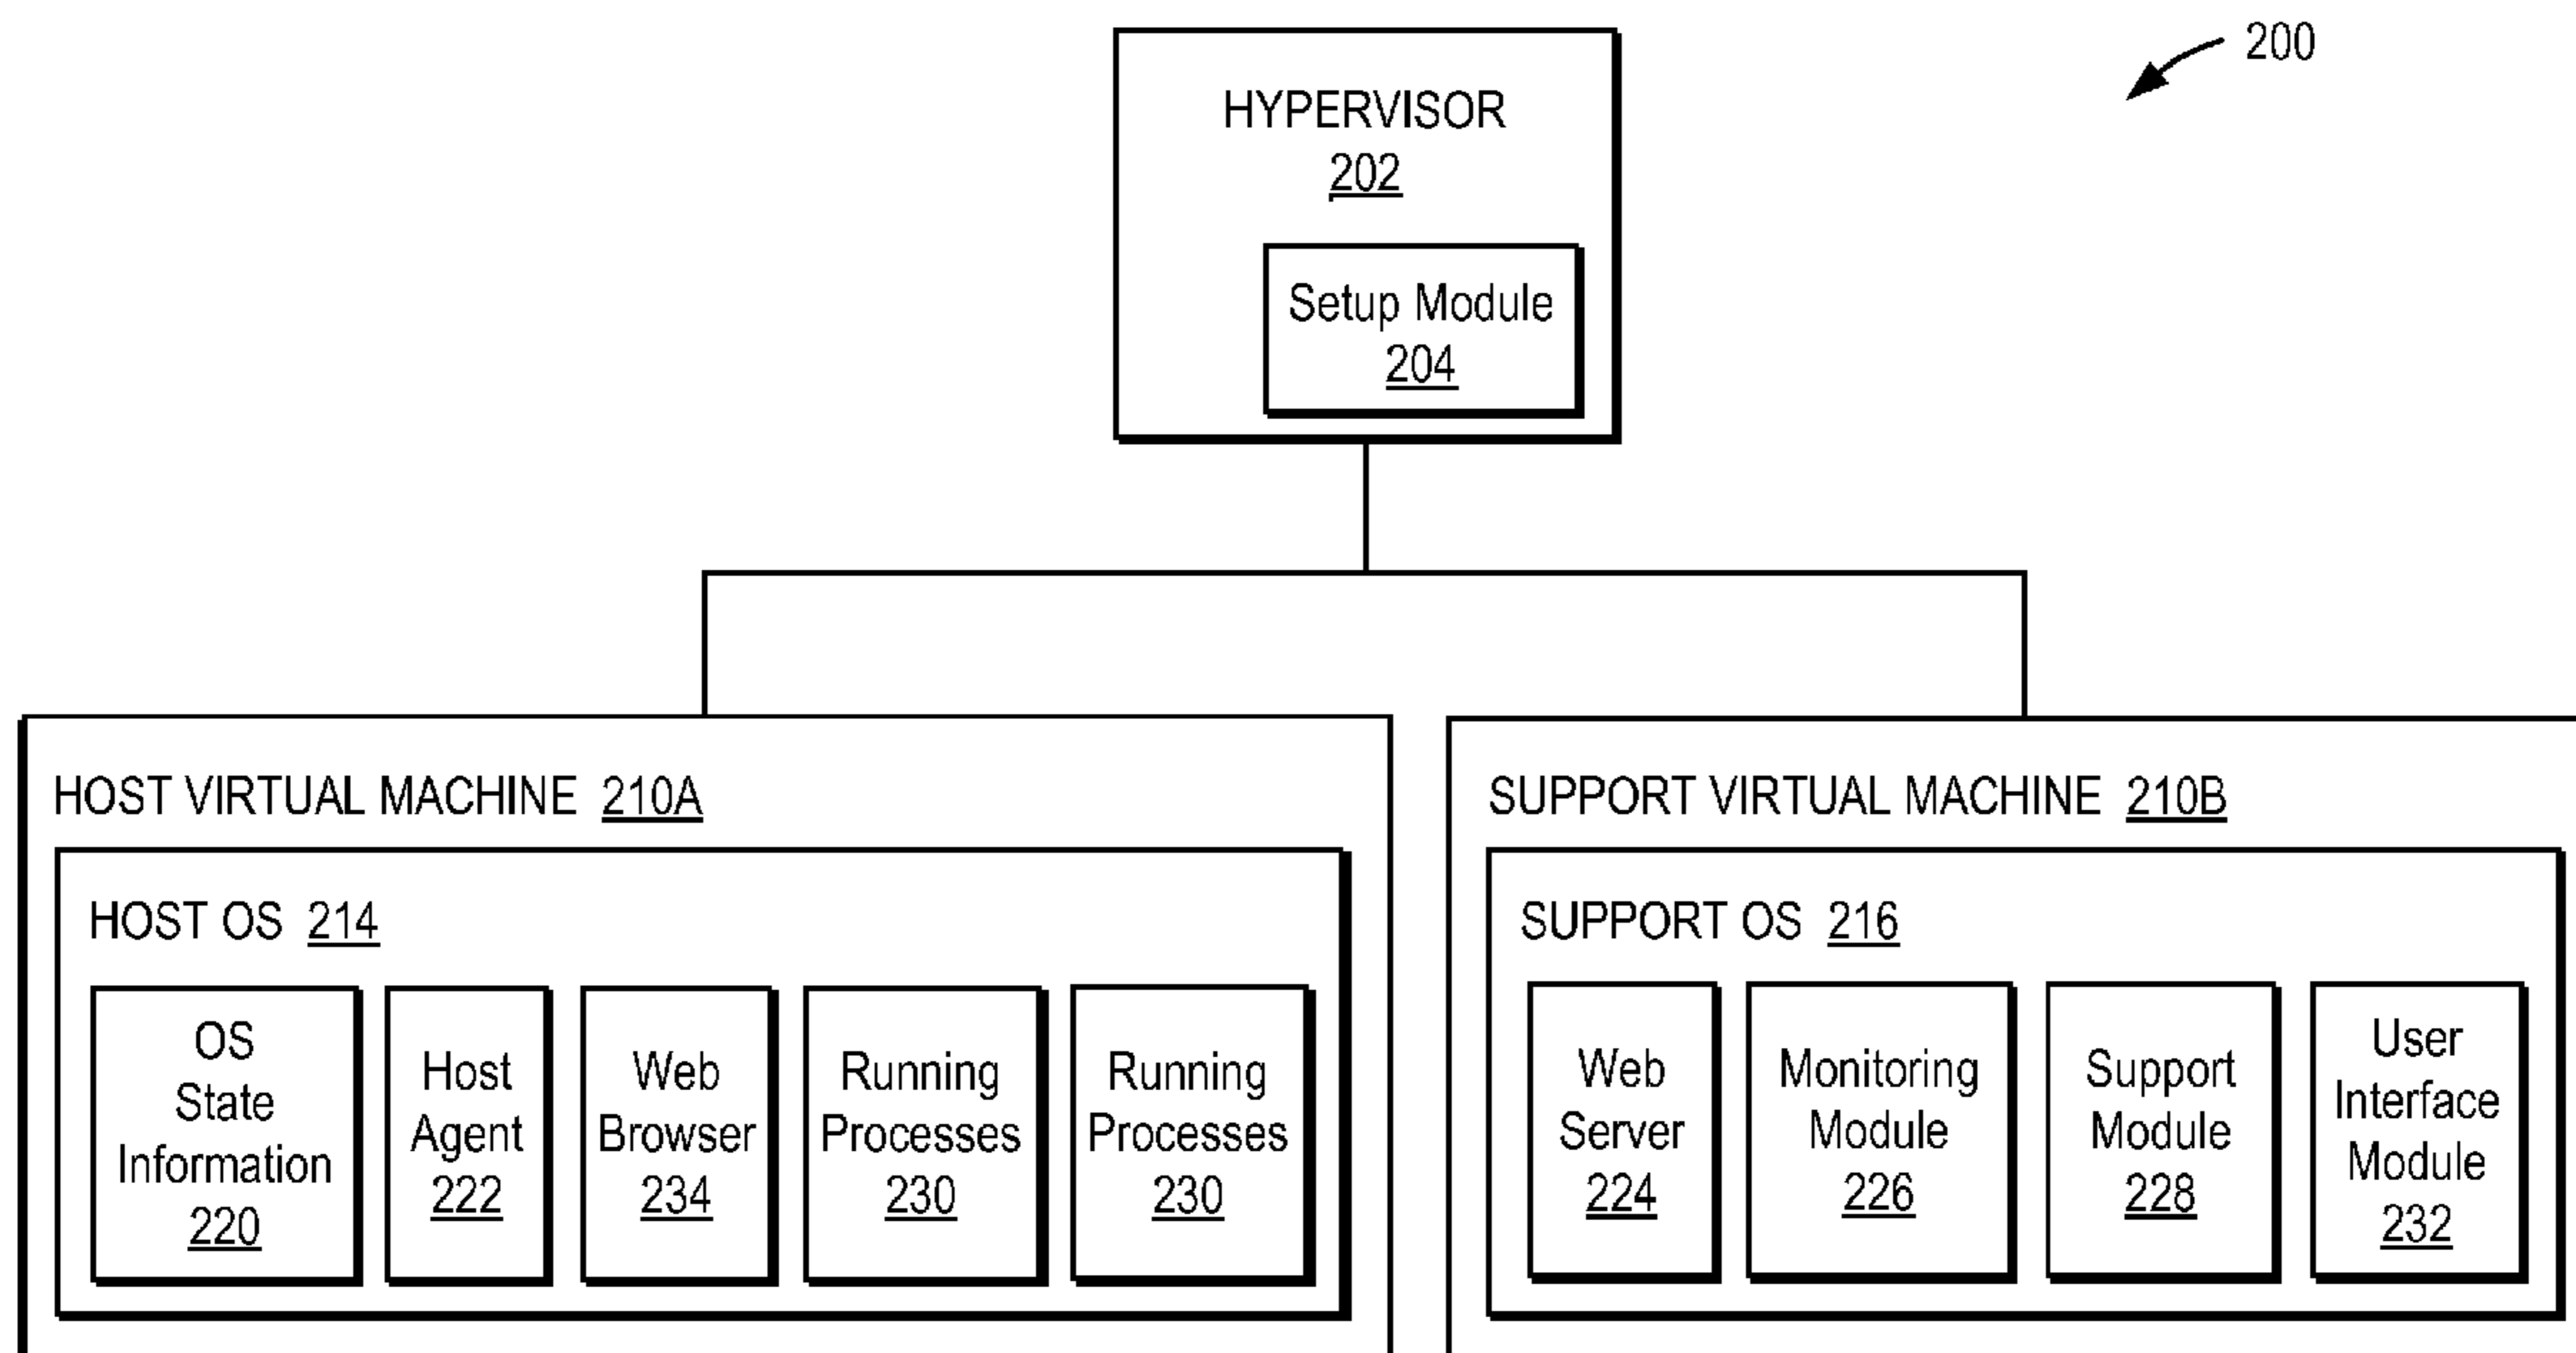 200
HYPERVISOR
202
Setup Module
204
HOST VIRTUAL MACHINE 210A
HOST OS 214
OS
State
Information
220
Host
Agent
222
Web
Browser
234
Running
Processes
230
Running
Processes
230
SUPPORT VIRTUAL MACHINE 210B
SUPPORT OS 216
Web
Server
224
Monitoring
Module
226
Support
Module
228
User
Interface
Module
232